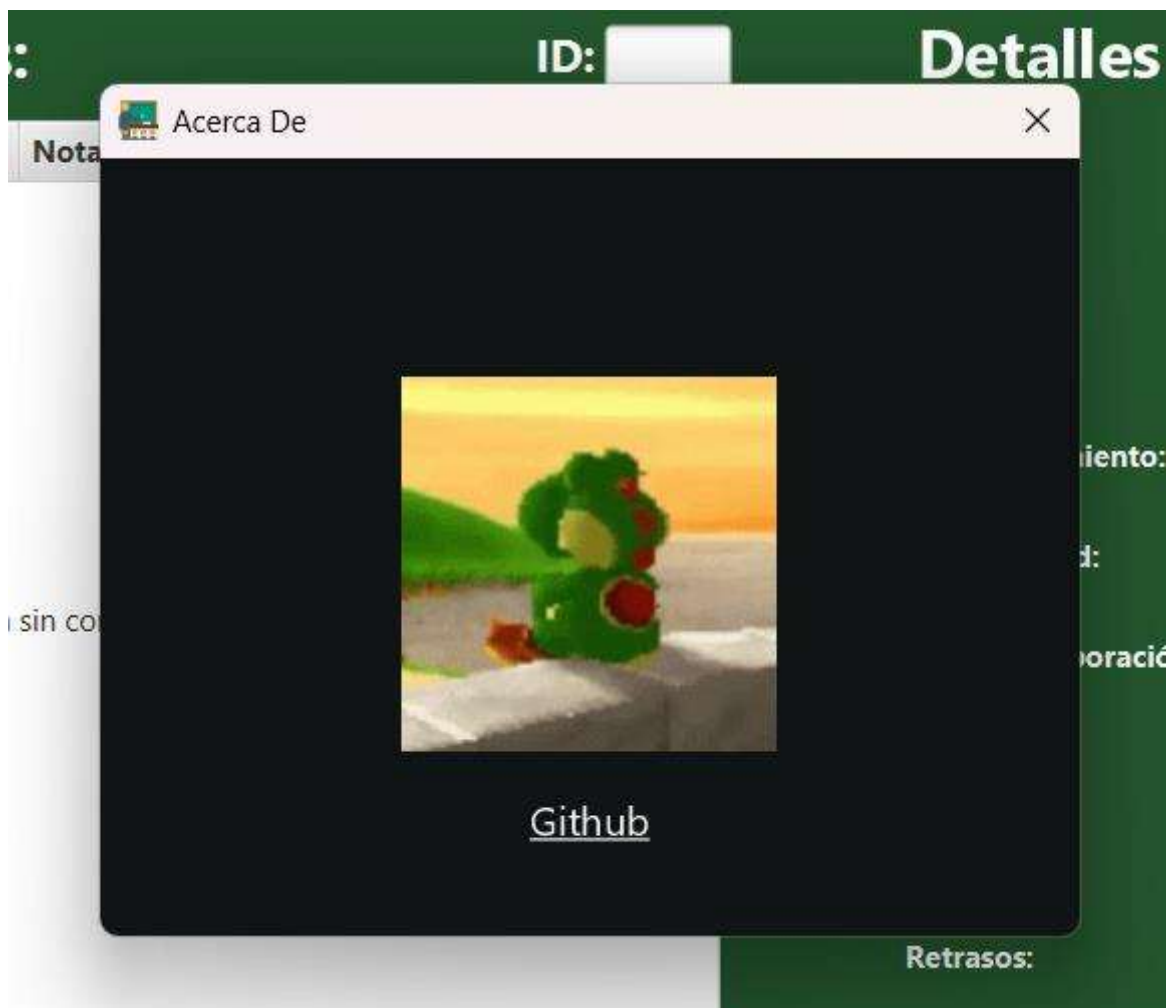 s:
ID:
Detalles
Acerca De
Nota
iento:
d:
sin co
oració
Github
Retrasos: